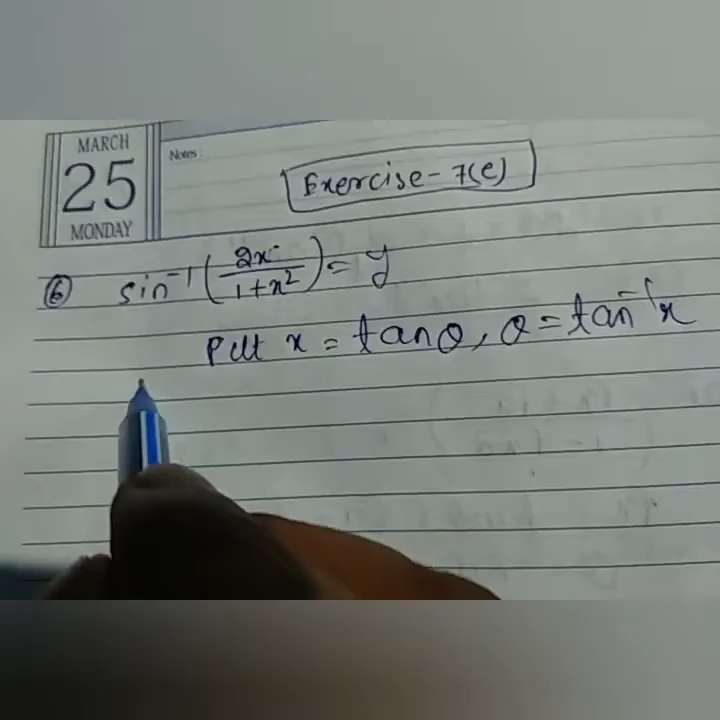 MARCH
25
MONDAY
Notes:
Exercise - 7(e)
⑥ sin⁻¹(2x/1+x²) = y
Put x = tanθ, θ = tan⁻¹x